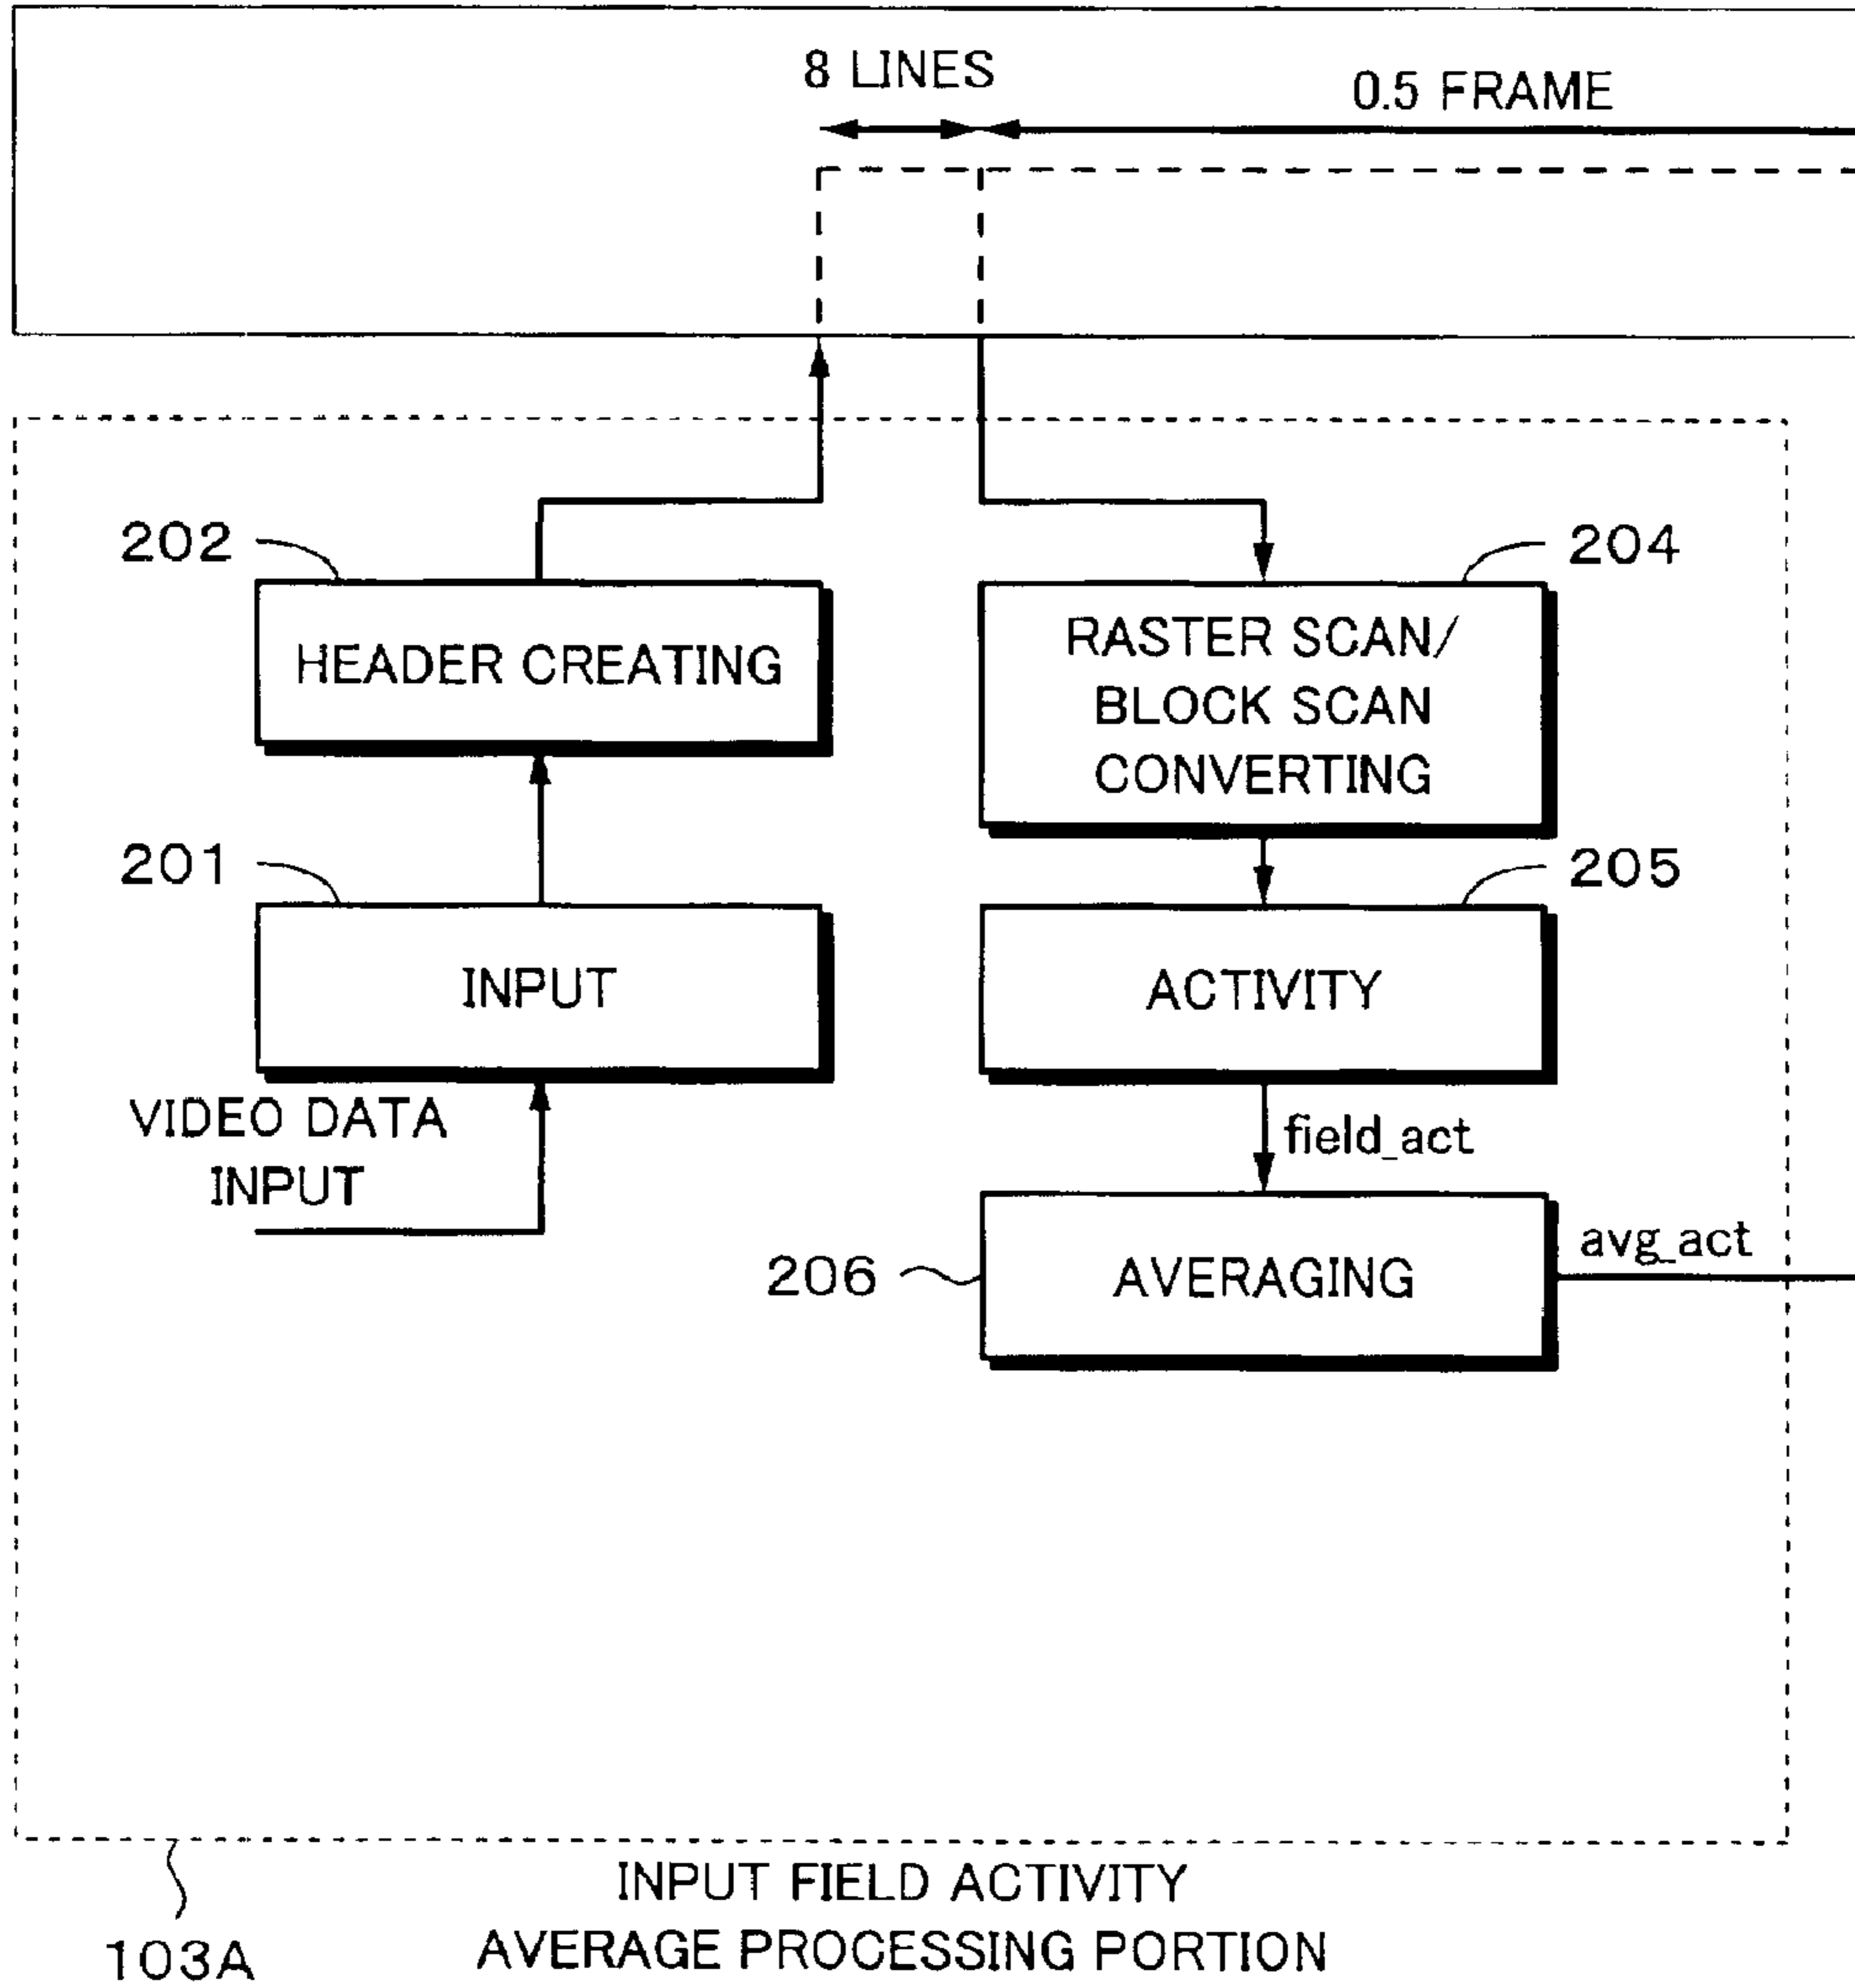 8 LINES
0.5 FRAME
202
204
HEADER CREATING
RASTER SCAN/
BLOCK SCAN
CONVERTING
201
205
INPUT
ACTIVITY
VIDEO DATA
INPUT
field_act
206
AVERAGING
avg_act
INPUT FIELD ACTIVITY
AVERAGE PROCESSING PORTION
103A